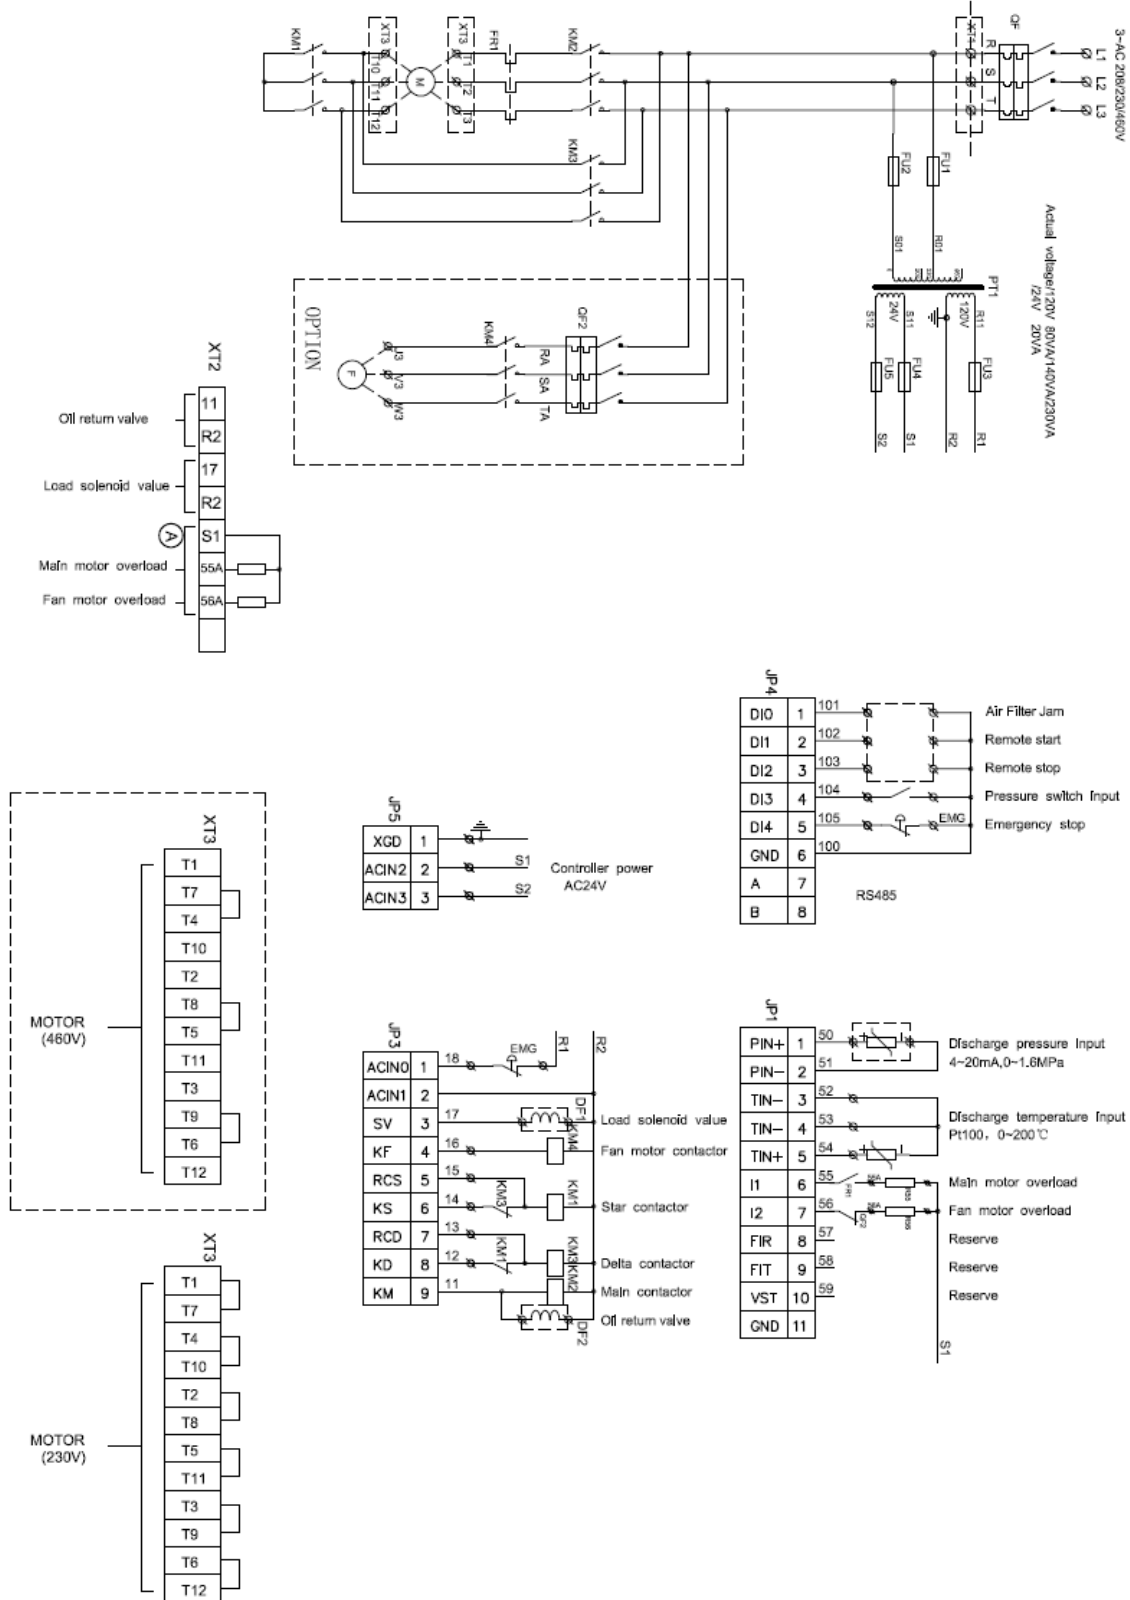 3~AC 208/230/460V
L1
L2
L3
QF
XT4
R
S
T
KM1
XT3
T10
T11
T12
M
XT3
T1
T2
T3
FR1
KM2
KM3
FU2
FU1
S01
R01
PT1
24V
120V
S12
S11
R11
FU5
FU4
FU3
S2
S1
R2
R1
Actual voltage/120V 80VA/140VA/230VA
/24V 20VA
OPTION
F
U3
V3
W3
KM4
RA
SA
TA
QF2
XT2
Oil return valve
11
R2
Load solenoid value
17
R2
A
S1
Main motor overload
55A
Fan motor overload
56A
JP4
DI0 1 101 Air Filter Jam
DI1 2 102 Remote start
DI2 3 103 Remote stop
DI3 4 104 Pressure switch input
DI4 5 105 EMG Emergency stop
GND 6 100
A 7
B 8
RS485
JP5
XGD 1
ACIN2 2 S1
ACIN3 3 S2
Controller power
AC24V
XT3
T1
T7
T4
T10
T2
T8
T5
T11
T3
T9
T6
T12
MOTOR
(460V)
JP3
R1
R2
ACIN0 1 18 EMG
ACIN1 2
SV 3 17 DF1 Load solenoid value
KF 4 16 KM4 Fan motor contactor
RCS 5 15
KS 6 14 KM3 KM1 Star contactor
RCD 7 13
KD 8 12 KM1 KM3 Delta contactor
KM 9 11 KM2 Main contactor
DF2 Oil return valve
JP1
PIN+ 1 50 Discharge pressure input
PIN- 2 51 4~20mA,0~1.6MPa
TIN- 3 52
TIN- 4 53 Discharge temperature input
Pt100, 0~200℃
TIN+ 5 54
I1 6 55 FR1 55A R55 Main motor overload
I2 7 56 QF2 56A R56 Fan motor overload
FIR 8 57 Reserve
FIT 9 58 Reserve
VST 10 59 Reserve
GND 11
S1
XT3
T1
T7
T4
T10
T2
T8
T5
T11
T3
T9
T6
T12
MOTOR
(230V)